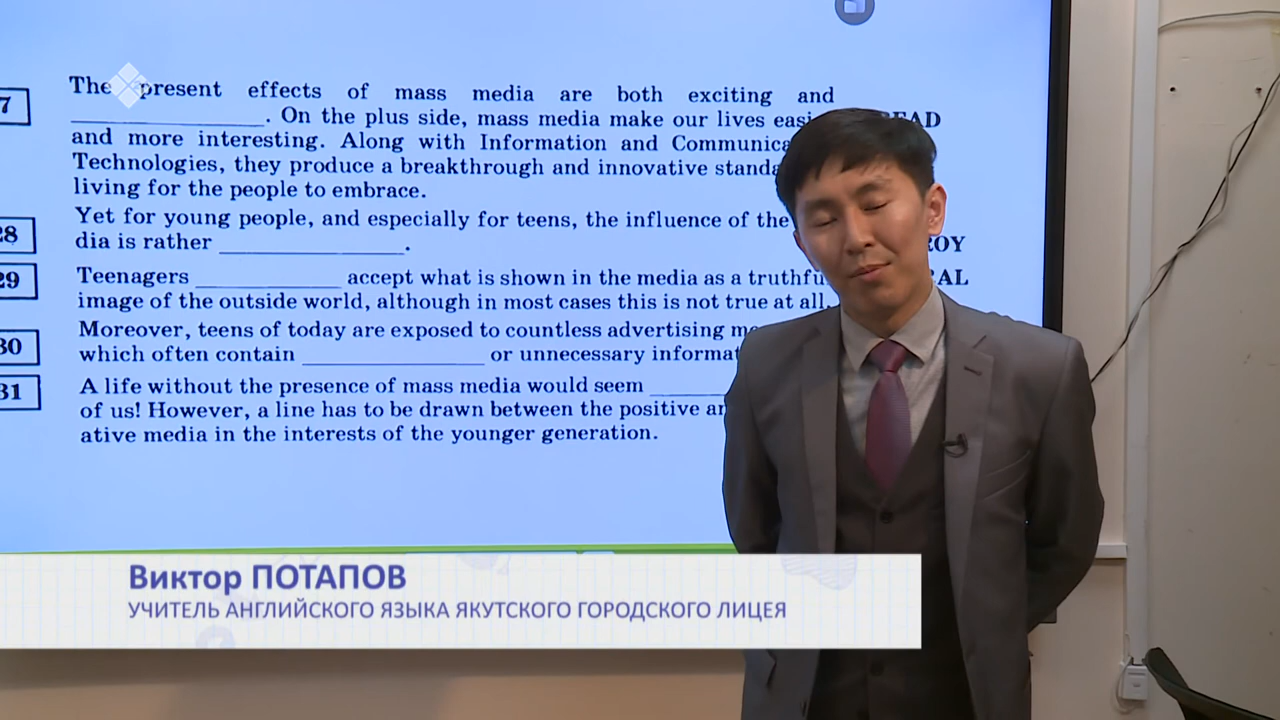 7
The present effects of mass media are both exciting and
______________. On the plus side, mass media make our lives
and more interesting. Along with Information and
Technologies, they produce a breakthrough and innovative
living for the people to embrace.
28
Yet for young people, and especially for teens, the influence of the
dia is rather ______________.
29
Teenagers ___________ accept what is shown in the media as a
image of the outside world, although in most cases this is not true at all.
30
Moreover, teens of today are exposed to countless advertising
which often contain ______________ or unnecessary
31
A life without the presence of mass media would seem ______
of us! However, a line has to be drawn between the positive
ative media in the interests of the younger generation.
Виктор ПОТАПОВ
УЧИТЕЛЬ АНГЛИЙСКОГО ЯЗЫКА ЯКУТСКОГО ГОРОДСКОГО ЛИЦЕЯ